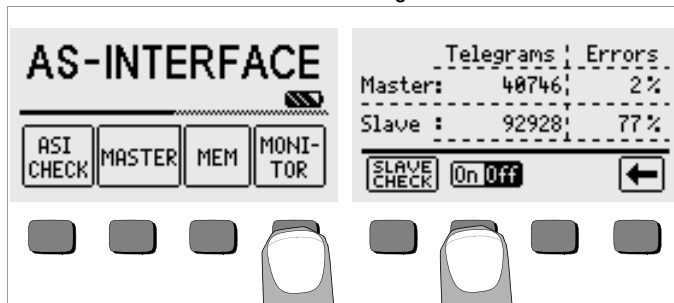 AS-INTERFACE
ASI CHECK
MASTER
MEM
MONI-
TOR
Telegrams Errors
Master: 40746 2%
Slave : 92928 77%
SLAVE CHECK
On Off